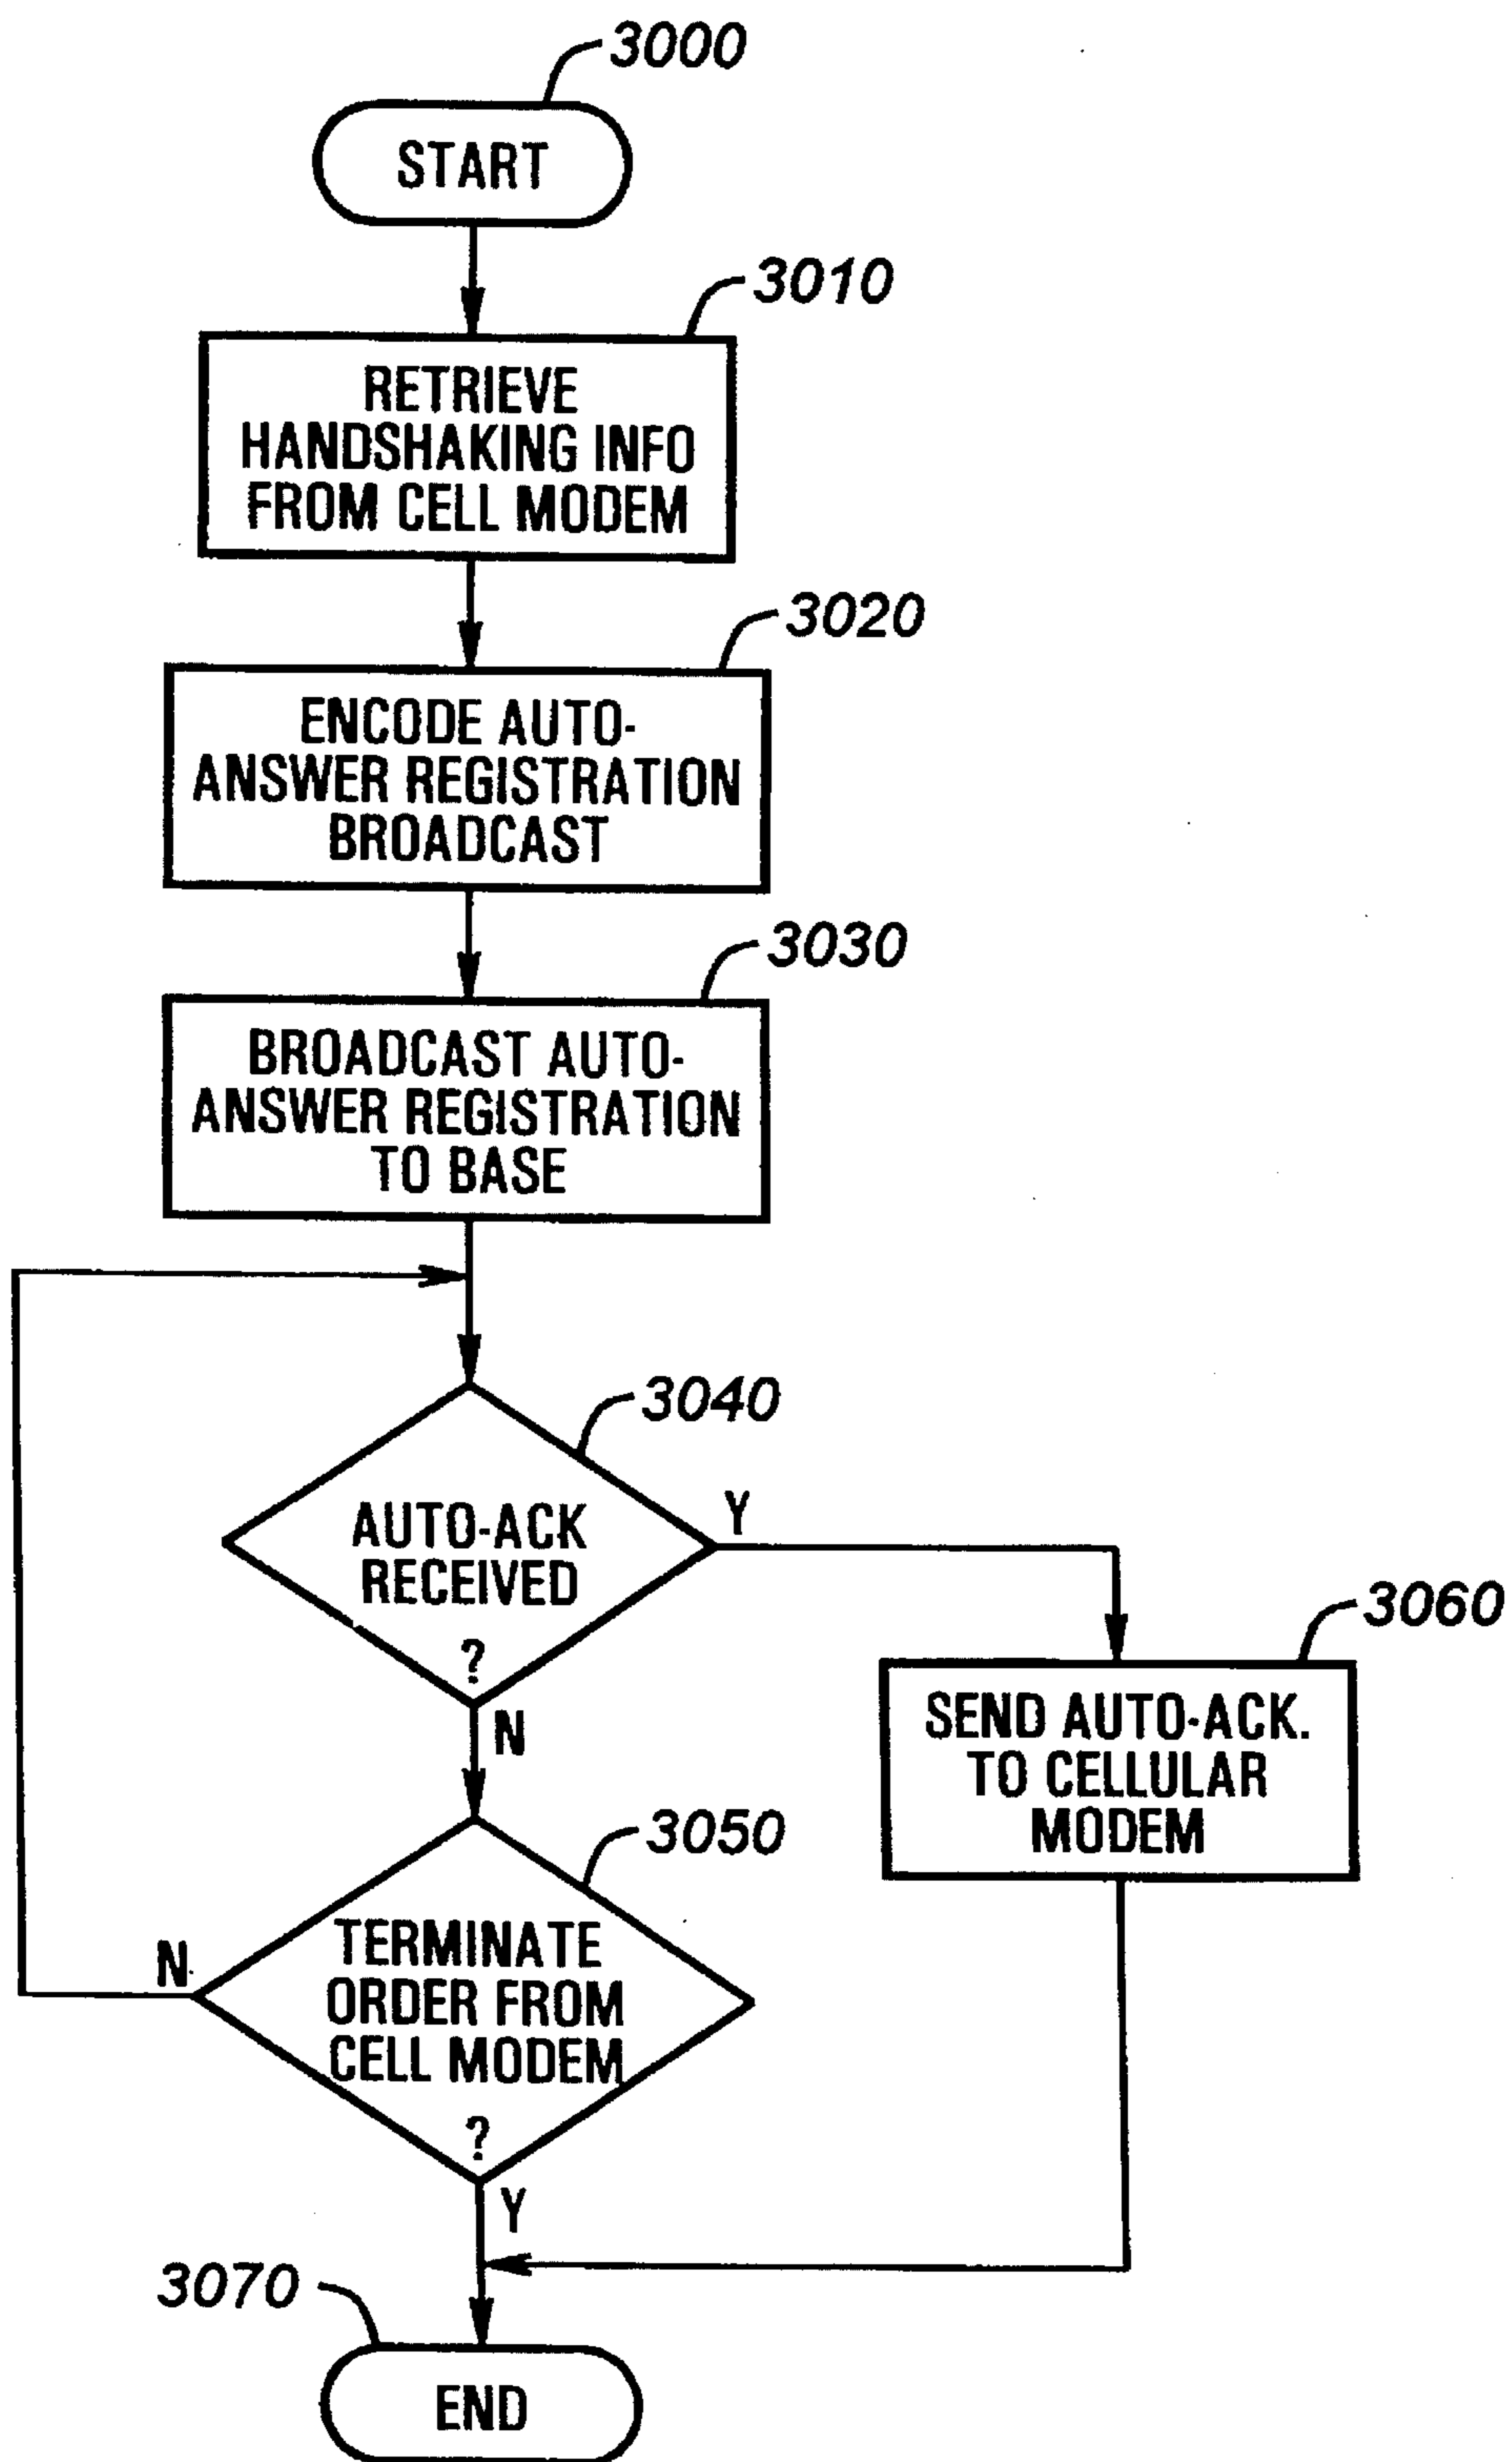 3000
START
3010
RETRIEVE
HANDSHAKING INFO
FROM CELL MODEM
3020
ENCODE AUTO-
ANSWER REGISTRATION
BROADCAST
3030
BROADCAST AUTO-
ANSWER REGISTRATION
TO BASE
3040
AUTO-ACK
RECEIVED
?
Y
N
3060
SEND AUTO-ACK.
TO CELLULAR
MODEM
3050
TERMINATE
ORDER FROM
CELL MODEM
?
N
Y
3070
END